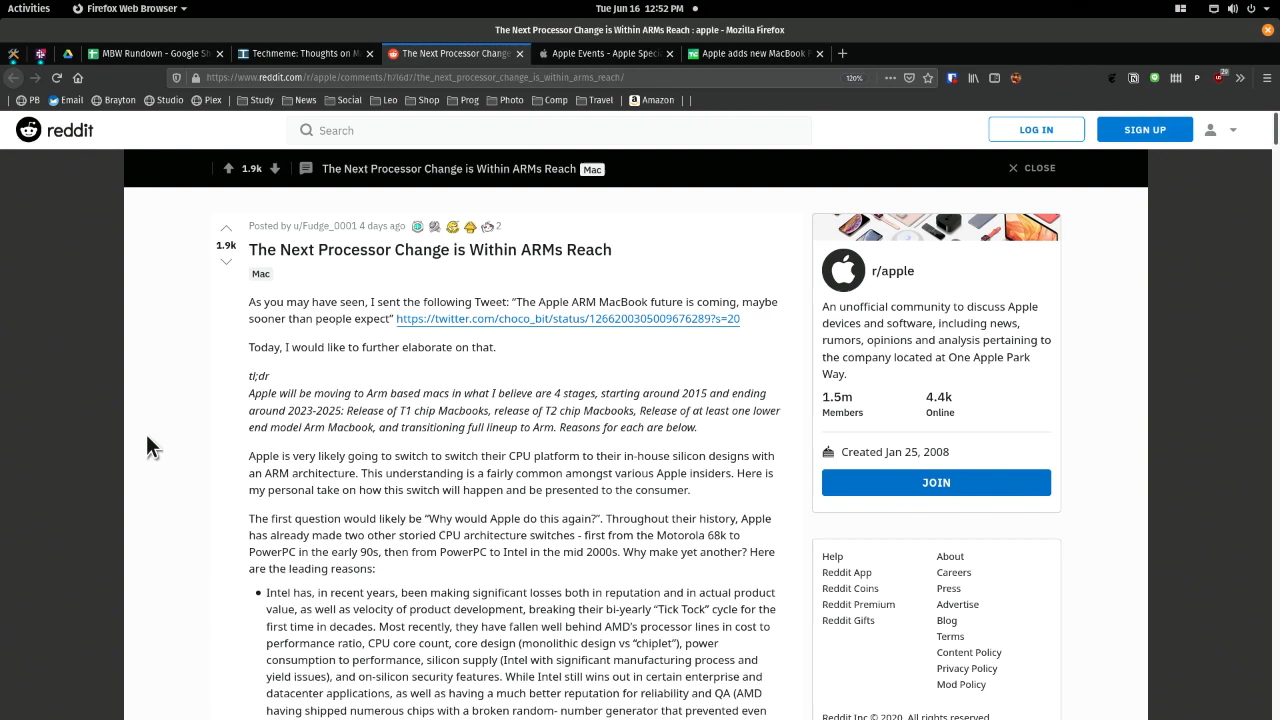 Activities
Firefox Web Browser
Tue Jun 16 12:52 PM
The Next Processor Change is Within ARMs Reach : apple - Mozilla Firefox
MBW Rundown - Google Sh
Techmeme: Thoughts on M
The Next Processor Change
Apple Events - Apple Speci
Apple adds new MacBook P
https://www.reddit.com/r/apple/comments/h16d7/the_next_processor_change_is_within_arms_reach/
120%
29
PB
Email
Brayton
Studio
Plex
Study
News
Social
Leo
Shop
Prog
Photo
Comp
Travel
Amazon
reddit
Search
LOG IN
SIGN UP
1.9k
The Next Processor Change is Within ARMs Reach
Mac
CLOSE
Posted by u/Fudge_0001 4 days ago
2
1.9k
The Next Processor Change is Within ARMs Reach
Mac
As you may have seen, I sent the following Tweet: “The Apple ARM MacBook future is coming, maybe
sooner than people expect” https://twitter.com/choco_bit/status/1266200305009676289?s=20
Today, I would like to further elaborate on that.
tl;dr
Apple will be moving to Arm based macs in what I believe are 4 stages, starting around 2015 and ending
around 2023-2025: Release of T1 chip Macbooks, release of T2 chip Macbooks, Release of at least one lower
end model Arm Macbook, and transitioning full lineup to Arm. Reasons for each are below.
Apple is very likely going to switch to switch their CPU platform to their in-house silicon designs with
an ARM architecture. This understanding is a fairly common amongst various Apple insiders. Here is
my personal take on how this switch will happen and be presented to the consumer.
The first question would likely be “Why would Apple do this again?”. Throughout their history, Apple
has already made two other storied CPU architecture switches - first from the Motorola 68k to
PowerPC in the early 90s, then from PowerPC to Intel in the mid 2000s. Why make yet another? Here
are the leading reasons:
Intel has, in recent years, been making significant losses both in reputation and in actual product
value, as well as velocity of product development, breaking their bi-yearly “Tick Tock” cycle for the
first time in decades. Most recently, they have fallen well behind AMD’s processor lines in cost to
performance ratio, CPU core count, core design (monolithic design vs “chiplet”), power
consumption to performance, silicon supply (Intel with significant manufacturing process and
yield issues), and on-silicon security features. While Intel still wins out in certain enterprise and
datacenter applications, as well as having a much better reputation for reliability and QA (AMD
having shipped numerous chips with a broken random- number generator that prevented even
r/apple
An unofficial community to discuss Apple
devices and software, including news,
rumors, opinions and analysis pertaining to
the company located at One Apple Park
Way.
1.5m
4.4k
Members
Online
Created Jan 25, 2008
JOIN
Help
About
Reddit App
Careers
Reddit Coins
Press
Reddit Premium
Advertise
Reddit Gifts
Blog
Terms
Content Policy
Privacy Policy
Mod Policy
Reddit Inc © 2020. All rights reserved